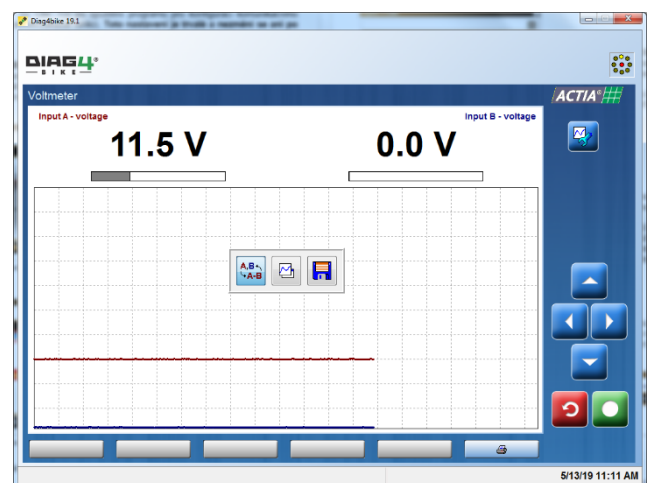 Diag4bike 19.1
DIAG4®
BIKE
Voltmeter
ACTIA®
Input A - voltage
Input B - voltage
11.5 V
0.0 V
A,B
A-B
5/13/19 11:11 AM